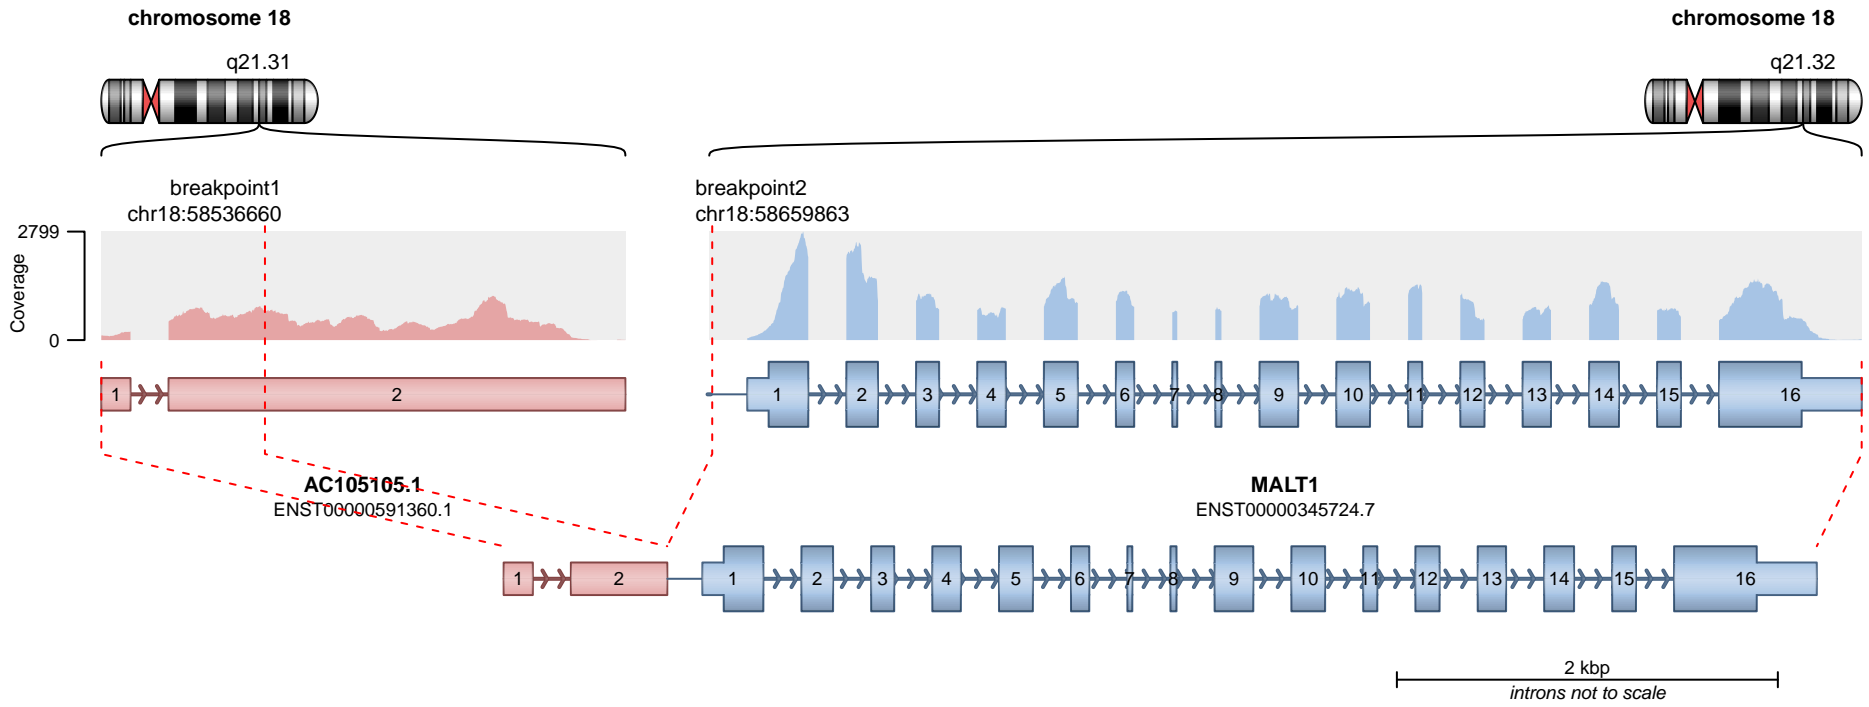 chromosome 18
chromosome 18
q21.31
q21.32
breakpoint1
chr18:58536660
breakpoint2
chr18:58659863
2799
Coverage
0
1 2
1 2 3 4 5 6 7 8 9 10 11 12 13 14 15 16
AC105105.1
ENST00000591360.1
MALT1
ENST00000345724.7
1 2 1 2 3 4 5 6 7 8 9 10 11 12 13 14 15 16
2 kbp
introns not to scale